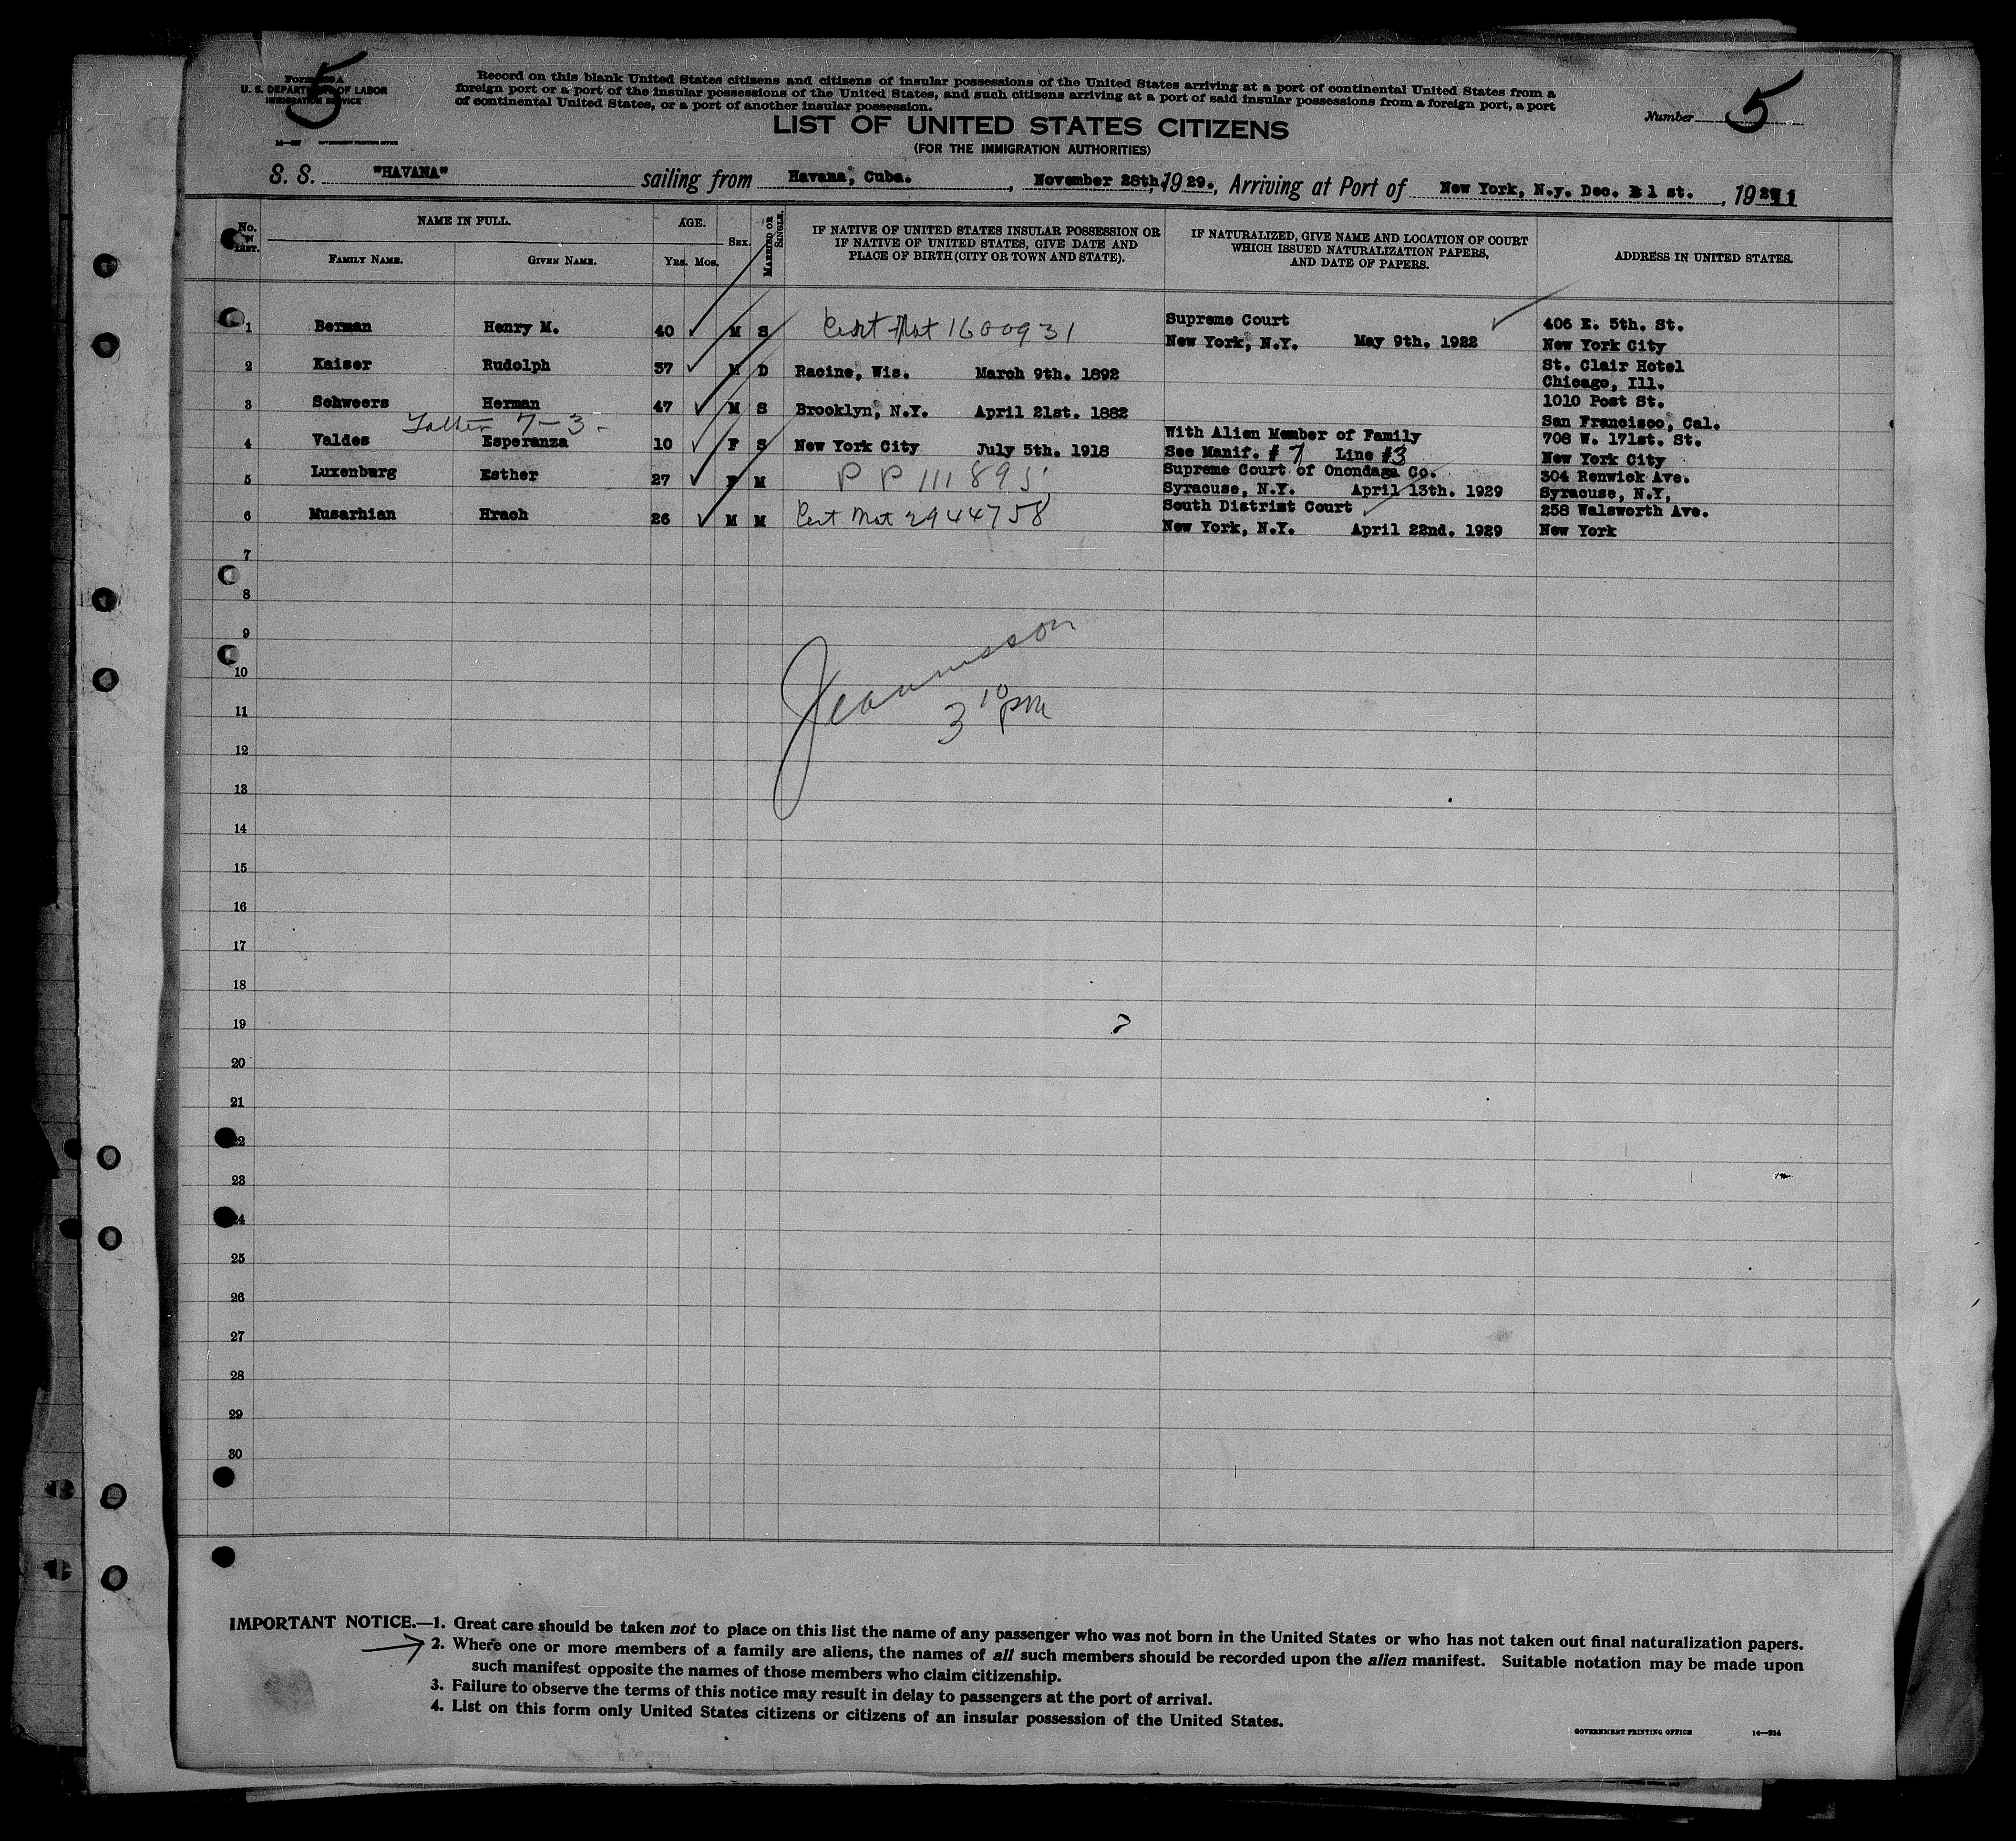 5
U. S. DEPARTMENT OF LABOR
IMMIGRATION SERVICE
GOVERNMENT PRINTING OFFICE
Record on this blank United States citizens and citizens of insular possessions of the United States arriving at a port of continental United States from a
foreign port or a port of the insular possessions of the United States, and such citizens arriving at a port of said insular possessions from a foreign port, a port
of continental United States, or a port of another insular possession.
LIST OF UNITED STATES CITIZENS
(FOR THE IMMIGRATION AUTHORITIES)
Number 5
S. S. "HAVANA" sailing from Havana, Cuba. , November 28th. 1929. , Arriving at Port of New York, N.y. Dec. 1 st. , 19
No. LIST. NAME IN FULL. FAMILY NAME. GIVEN NAME. AGE. Yrs. Mos. SEX. MARRIED OR SINGLE.
IF NATIVE OF UNITED STATES INSULAR POSSESSION OR
IF NATIVE OF UNITED STATES, GIVE DATE AND
PLACE OF BIRTH (CITY OR TOWN AND STATE).
IF NATURALIZED, GIVE NAME AND LOCATION OF COURT
WHICH ISSUED NATURALIZATION PAPERS,
AND DATE OF PAPERS.
ADDRESS IN UNITED STATES.
1 Berman Henry M. 40 M S Cert Nat 1600931 Supreme Court 406 E. 5th. St.
New York, N.Y. May 9th. 1922 New York City
2 Kaiser Rudolph 37 M D Racine, Wis. March 9th. 1892 St. Clair Hotel
Chicago, Ill.
3 Schweers Herman 47 M S Brooklyn, N.Y. April 21st. 1882 1010 Post St.
San Francisco, Cal.
Father 7-3-
4 Valdes Esperanza 10 F S New York City July 5th. 1918 With Alien Member of Family 708 W. 171st. St.
See Manif. # 7 Line #3 New York City
5 Luxenburg Esther 27 F M P P 111895 Supreme Court of Onondaga Co. 304 Renwick Ave.
Syracuse, N.Y. April 13th. 1929 Syracuse, N.Y,
6 Musarhian Hrach 26 M M Cert Nat 2944758 South District Court 258 Walsworth Ave.
New York, N.Y. April 22nd. 1929 New York
7
8
9
10
11
3 10 pm
12
13
14
15
16
17
18
19
20
21
22
23
24
25
26
27
28
29
30
IMPORTANT NOTICE.—1. Great care should be taken not to place on this list the name of any passenger who was not born in the United States or who has not taken out final naturalization papers.
2. Where one or more members of a family are aliens, the names of all such members should be recorded upon the alien manifest. Suitable notation may be made upon
such manifest opposite the names of those members who claim citizenship.
3. Failure to observe the terms of this notice may result in delay to passengers at the port of arrival.
4. List on this form only United States citizens or citizens of an insular possession of the United States.
GOVERNMENT PRINTING OFFICE 14—214